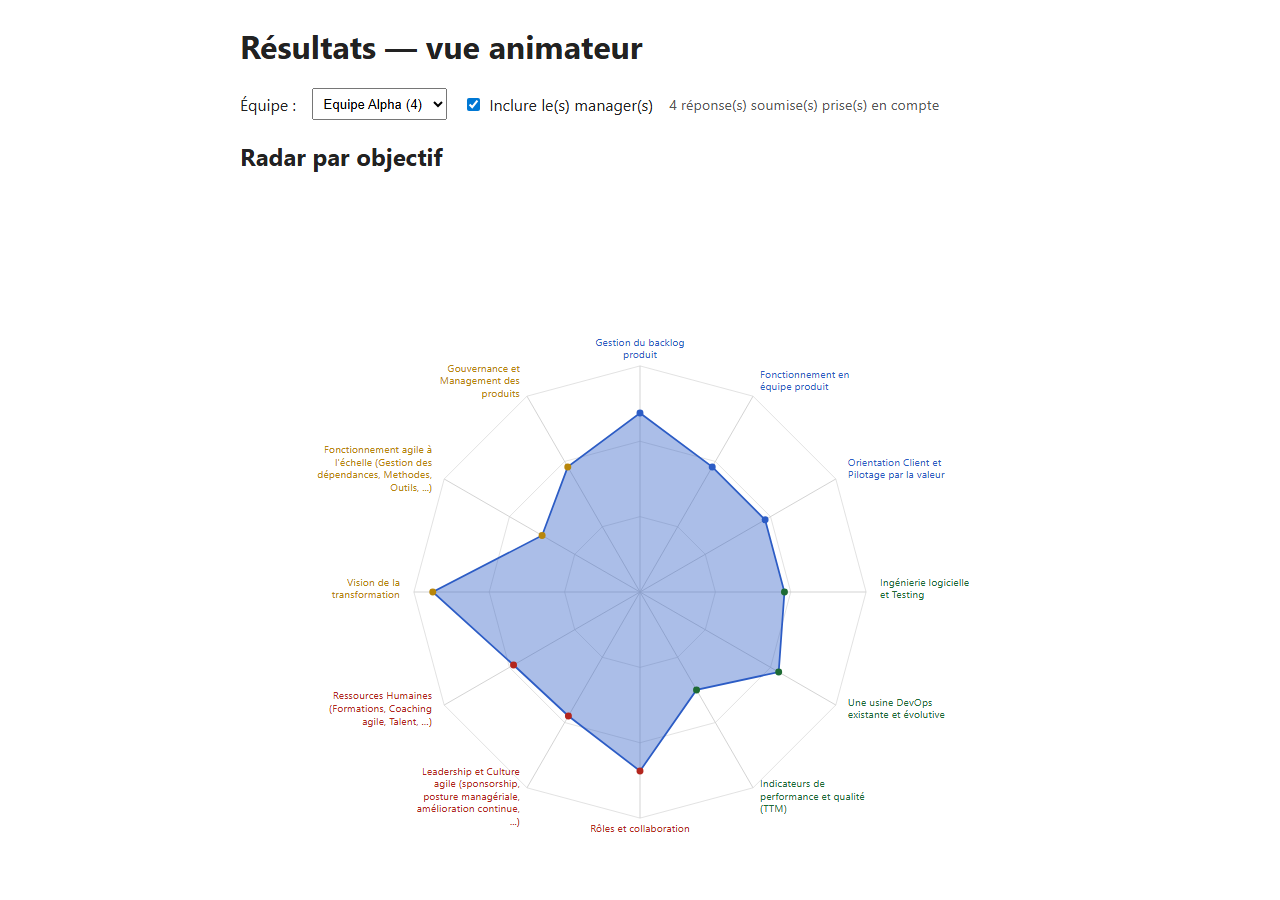 Résultats — vue animateur
Équipe : Equipe Alpha (4) Inclure le(s) manager(s) 4 réponse(s) soumise(s) prise(s) en compte
Radar par objectif
Gestion du backlog
produit
Fonctionnement en
équipe produit
Orientation Client et
Pilotage par la valeur
Ingénierie logicielle
et Testing
Une usine DevOps
existante et évolutive
Indicateurs de
performance et qualité
(TTM)
Rôles et collaboration
Leadership et Culture
agile (sponsorship,
posture managériale,
amélioration continue,
...)
Ressources Humaines
(Formations, Coaching
agile, Talent, ...)
Vision de la
transformation
Fonctionnement agile à
l'échelle (Gestion des
dépendances, Methodes,
Outils, ...)
Gouvernance et
Management des
produits